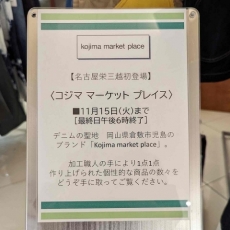 kojima market place
【名古屋栄三越初登場】
〈コジマ マーケット プレイス〉
■11月15日(火)まで
[最終日午後6時終了]
デニムの聖地 岡山県倉敷市児島の
ブランド「Kojima market place」。
加工職人の手により1点1点
作り上げられた個性的な商品の数々を
どうぞ手に取ってご覧ください。